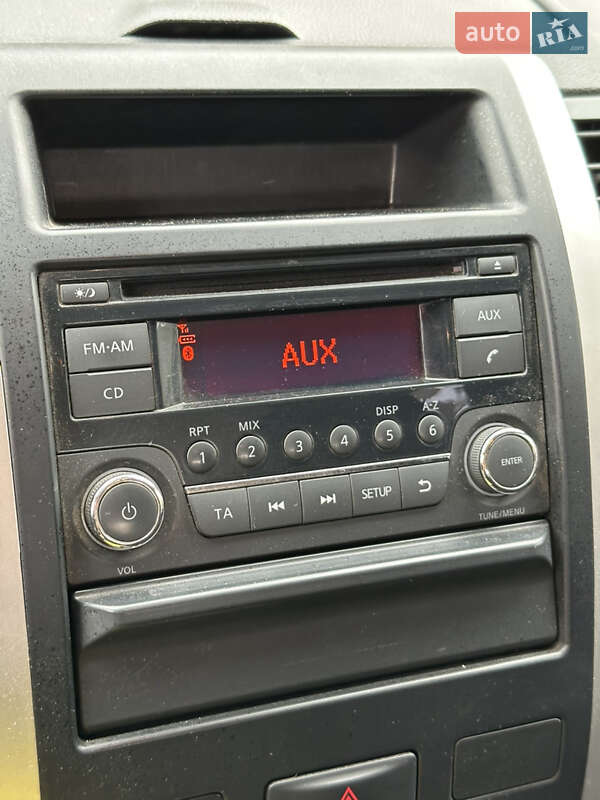 auto RIA .com
AUX
FM·AM
AUX
CD
RPT MIX DISP A-Z
1 2 3 4 5 6
ENTER
TA SETUP
VOL
TUNE/MENU